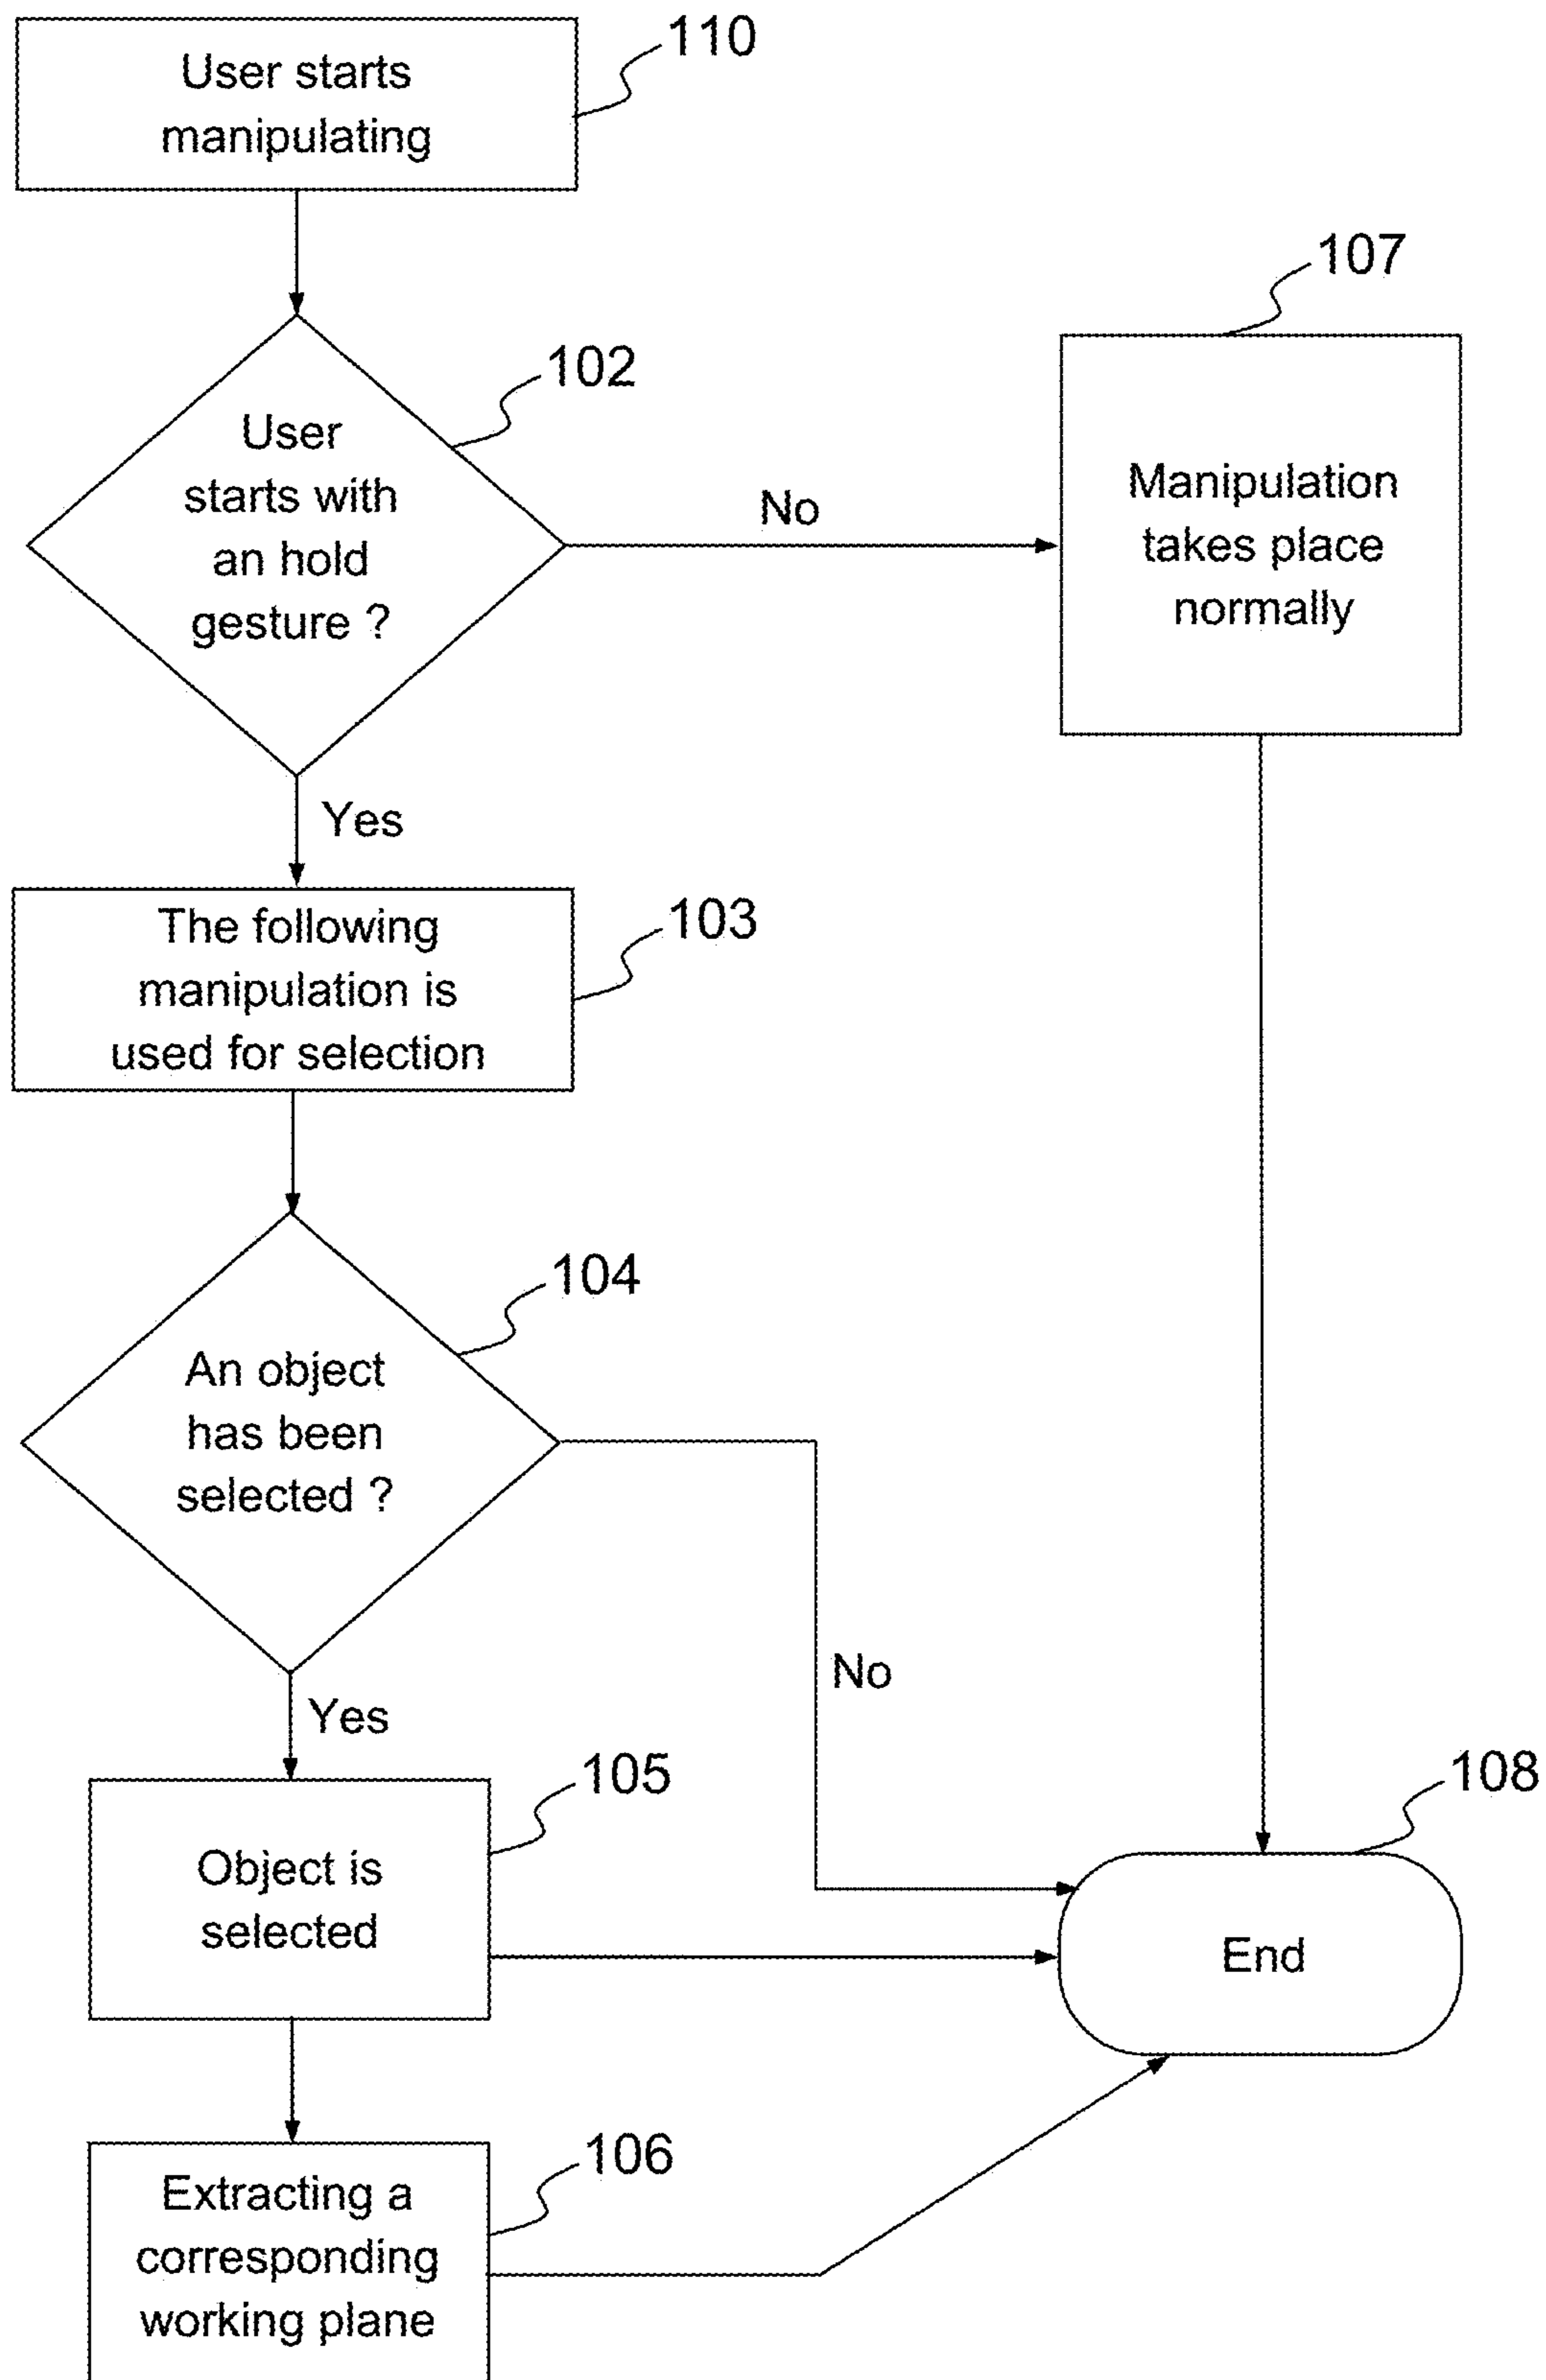 110
User starts
manipulating
107
102
User
starts with
an hold
gesture ?
No
Manipulation
takes place
normally
Yes
The following
manipulation is
used for selection
103
104
An object
has been
selected ?
No
Yes
105
108
Object is
selected
End
106
Extracting a
corresponding
working plane